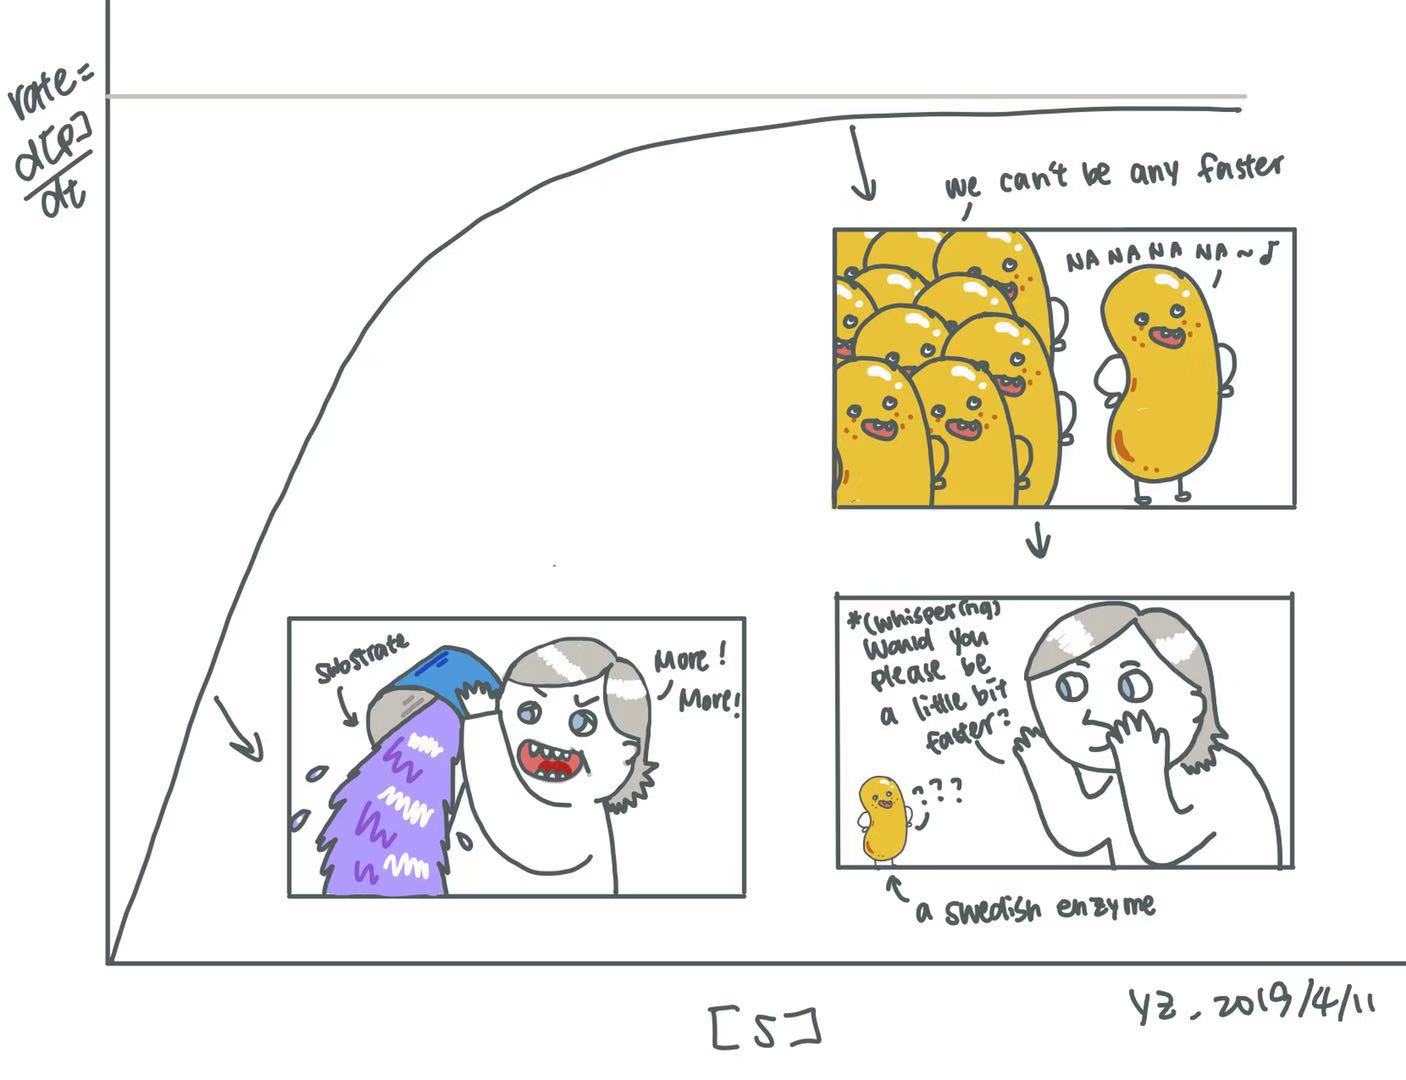 rate=
d[P]
dt
we can't be any faster
NA NA NA NA ~ ♪
substrate
More!
More!
*(whispering)
Would you
please be
a little bit
faster?
???
a swedish enzyme
[S]
YZ. 2019/4/11